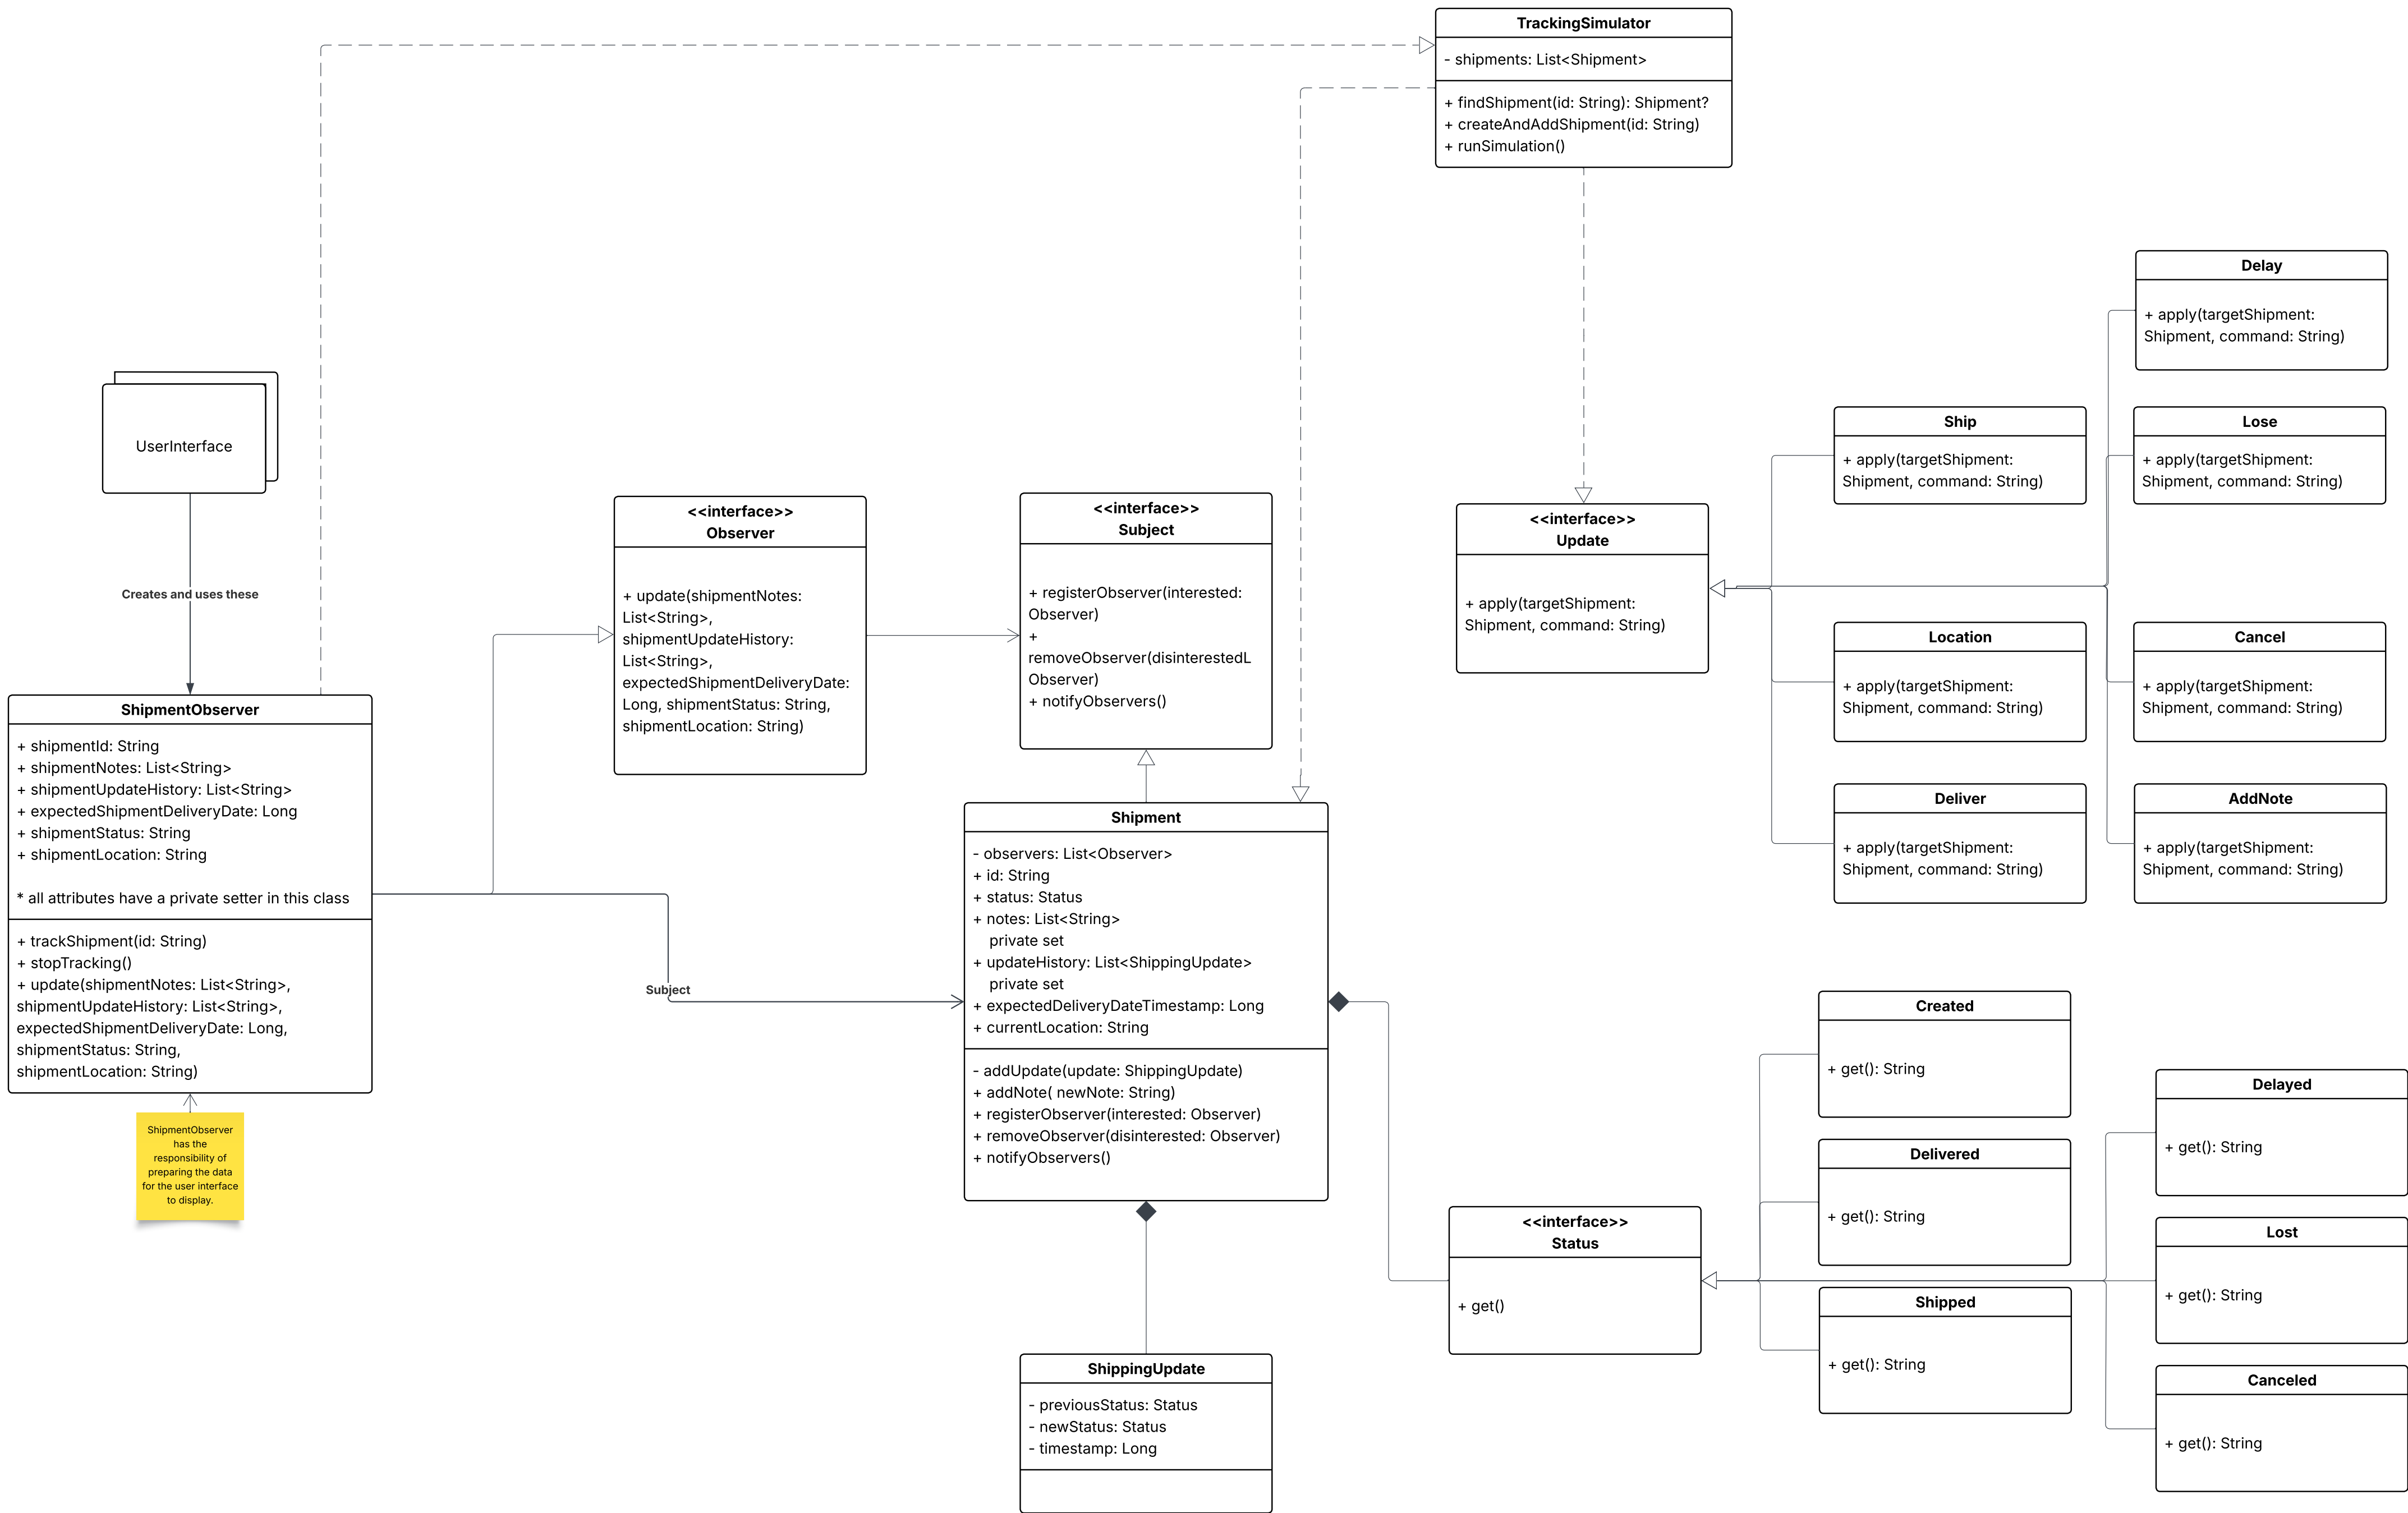 TrackingSimulator
- shipments: List<Shipment>
+ findShipment(id: String): Shipment?
+ createAndAddShipment(id: String)
+ runSimulation()
Delay
+ apply(targetShipment:
Shipment, command: String)
UserInterface
Ship
+ apply(targetShipment:
Shipment, command: String)
Lose
+ apply(targetShipment:
Shipment, command: String)
Creates and uses these
<<interface>>
Observer
+ update(shipmentNotes:
List<String>,
shipmentUpdateHistory:
List<String>,
expectedShipmentDeliveryDate:
Long, shipmentStatus: String,
shipmentLocation: String)
<<interface>>
Subject
+ registerObserver(interested:
Observer)
+
removeObserver(disinterestedL
Observer)
+ notifyObservers()
<<interface>>
Update
+ apply(targetShipment:
Shipment, command: String)
Location
+ apply(targetShipment:
Shipment, command: String)
Cancel
+ apply(targetShipment:
Shipment, command: String)
Deliver
+ apply(targetShipment:
Shipment, command: String)
AddNote
+ apply(targetShipment:
Shipment, command: String)
ShipmentObserver
+ shipmentId: String
+ shipmentNotes: List<String>
+ shipmentUpdateHistory: List<String>
+ expectedShipmentDeliveryDate: Long
+ shipmentStatus: String
+ shipmentLocation: String
* all attributes have a private setter in this class
+ trackShipment(id: String)
+ stopTracking()
+ update(shipmentNotes: List<String>,
shipmentUpdateHistory: List<String>,
expectedShipmentDeliveryDate: Long,
shipmentStatus: String,
shipmentLocation: String)
ShipmentObserver
has the
responsibility of
preparing the data
for the user interface
to display.
Subject
Shipment
- observers: List<Observer>
+ id: String
+ status: Status
+ notes: List<String>
private set
+ updateHistory: List<ShippingUpdate>
private set
+ expectedDeliveryDateTimestamp: Long
+ currentLocation: String
- addUpdate(update: ShippingUpdate)
+ addNote( newNote: String)
+ registerObserver(interested: Observer)
+ removeObserver(disinterested: Observer)
+ notifyObservers()
Created
+ get(): String
Delayed
+ get(): String
Delivered
+ get(): String
<<interface>>
Status
+ get()
Lost
+ get(): String
Shipped
+ get(): String
Canceled
+ get(): String
ShippingUpdate
- previousStatus: Status
- newStatus: Status
- timestamp: Long